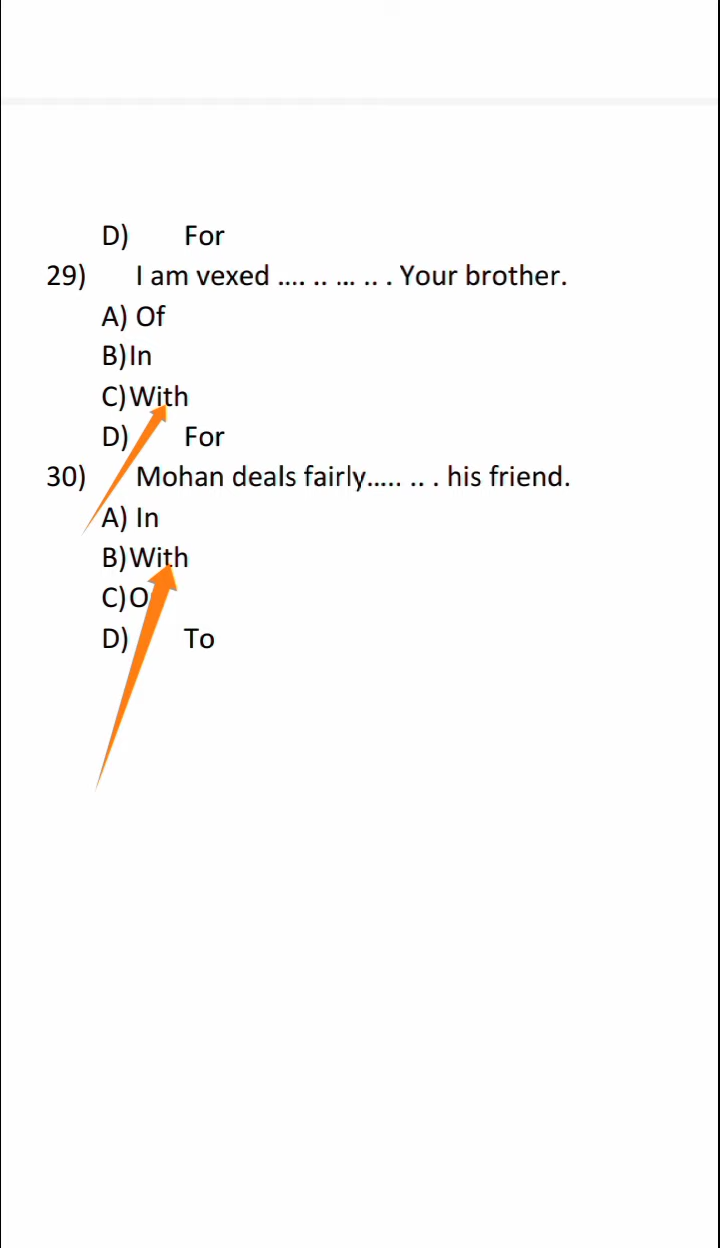 D) For
29) I am vexed .... .. ... .. . Your brother.
A) Of
B)In
C)With
D) For
30) Mohan deals fairly..... .. . his friend.
A) In
B)With
C)
D) To